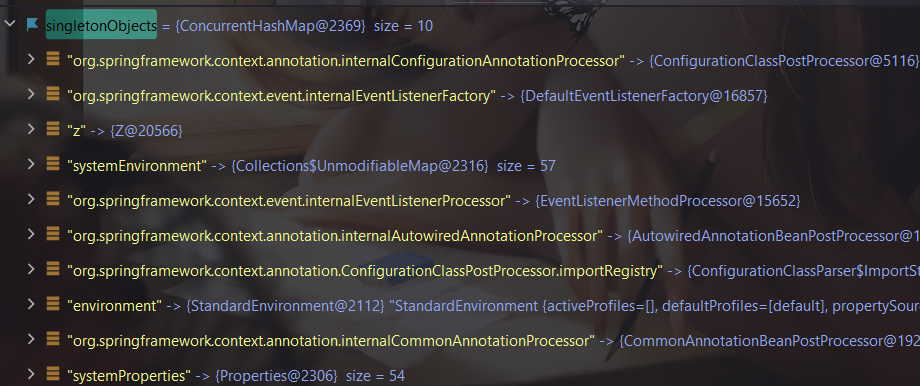 singletonObjects = {ConcurrentHashMap@2369} size = 10
"org.springframework.context.annotation.internalConfigurationAnnotationProcessor" -> {ConfigurationClassPostProcessor@5116}
"org.springframework.context.event.internalEventListenerFactory" -> {DefaultEventListenerFactory@16857}
"z" -> {Z@20566}
"systemEnvironment" -> {Collections$UnmodifiableMap@2316} size = 57
"org.springframework.context.event.internalEventListenerProcessor" -> {EventListenerMethodProcessor@15652}
"org.springframework.context.annotation.internalAutowiredAnnotationProcessor" -> {AutowiredAnnotationBeanPostProcessor@1
"org.springframework.context.annotation.ConfigurationClassPostProcessor.importRegistry" -> {ConfigurationClassParser$ImportSt
"environment" -> {StandardEnvironment@2112} "StandardEnvironment {activeProfiles=[], defaultProfiles=[default], propertySour
"org.springframework.context.annotation.internalCommonAnnotationProcessor" -> {CommonAnnotationBeanPostProcessor@192
"systemProperties" -> {Properties@2306} size = 54